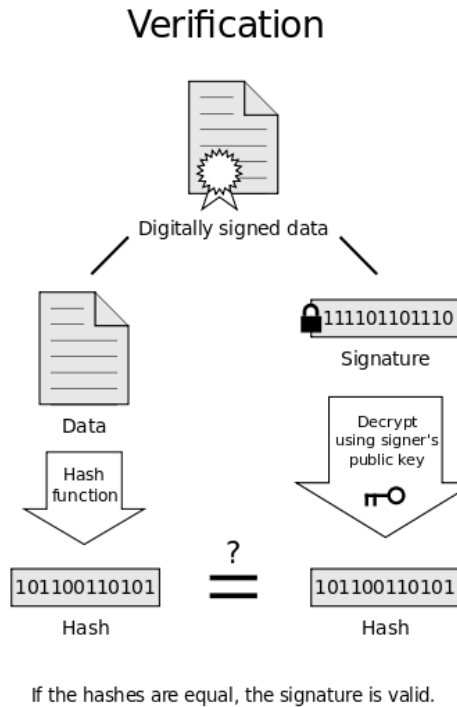 Verification
Digitally signed data
111101101110
Signature
Data
Decrypt
using signer's
public key
Hash
function
?
=
101100110101
101100110101
Hash
Hash
If the hashes are equal, the signature is valid.